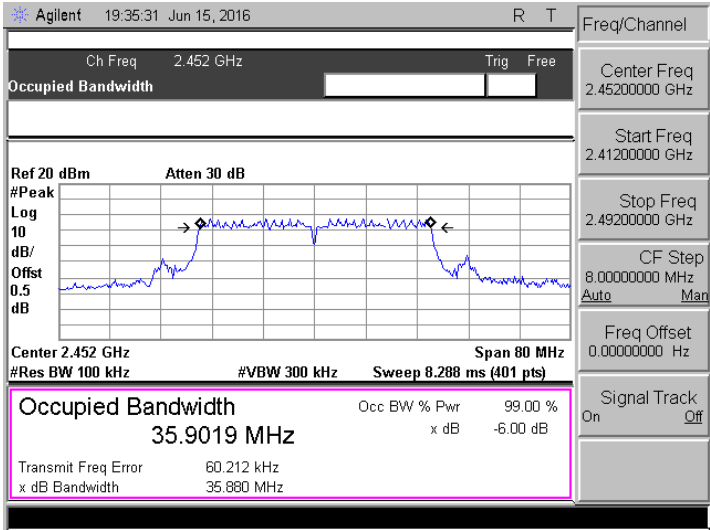 Agilent 19:35:31 Jun 15, 2016 R T
Freq/Channel
Ch Freq 2.452 GHz Trig Free
Occupied Bandwidth
Center Freq
2.45200000 GHz
Start Freq
2.41200000 GHz
Stop Freq
2.49200000 GHz
CF Step
8.00000000 MHz
Auto Man
Freq Offset
0.00000000 Hz
Signal Track
On Off
Ref 20 dBm Atten 30 dB
#Peak
Log
10
dB/
Offst
0.5
dB
Center 2.452 GHz Span 80 MHz
#Res BW 100 kHz #VBW 300 kHz Sweep 8.288 ms (401 pts)
Occupied Bandwidth Occ BW % Pwr 99.00 %
35.9019 MHz x dB -6.00 dB
Transmit Freq Error 60.212 kHz
x dB Bandwidth 35.880 MHz